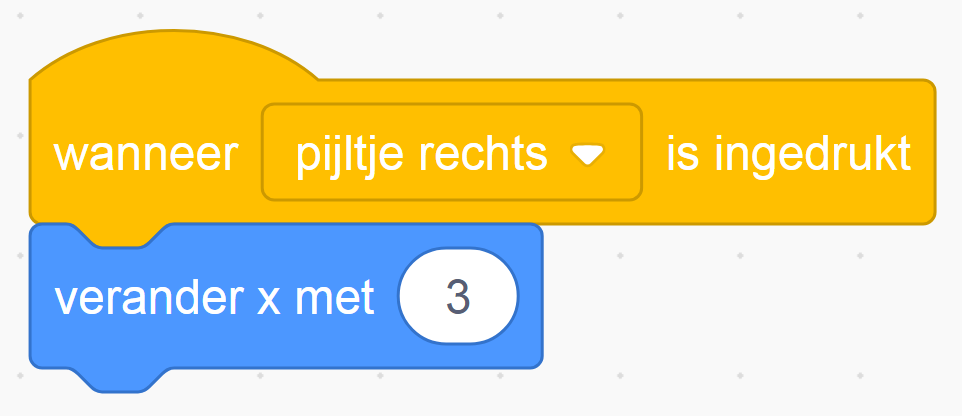 wanneer pijltje rechts is ingedrukt
verander x met 3